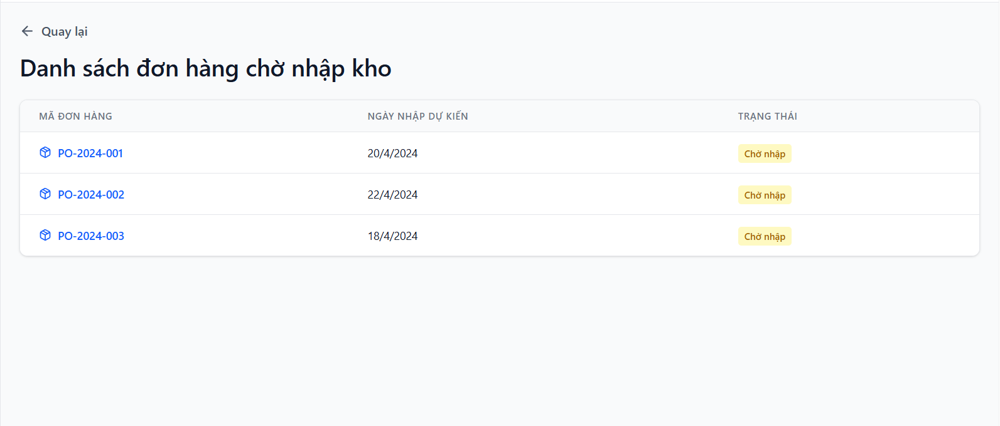 Quay lại
Danh sách đơn hàng chờ nhập kho
MÃ ĐƠN HÀNG NGÀY NHẬP DỰ KIẾN TRẠNG THÁI
PO-2024-001 20/4/2024 Chờ nhập
PO-2024-002 22/4/2024 Chờ nhập
PO-2024-003 18/4/2024 Chờ nhập